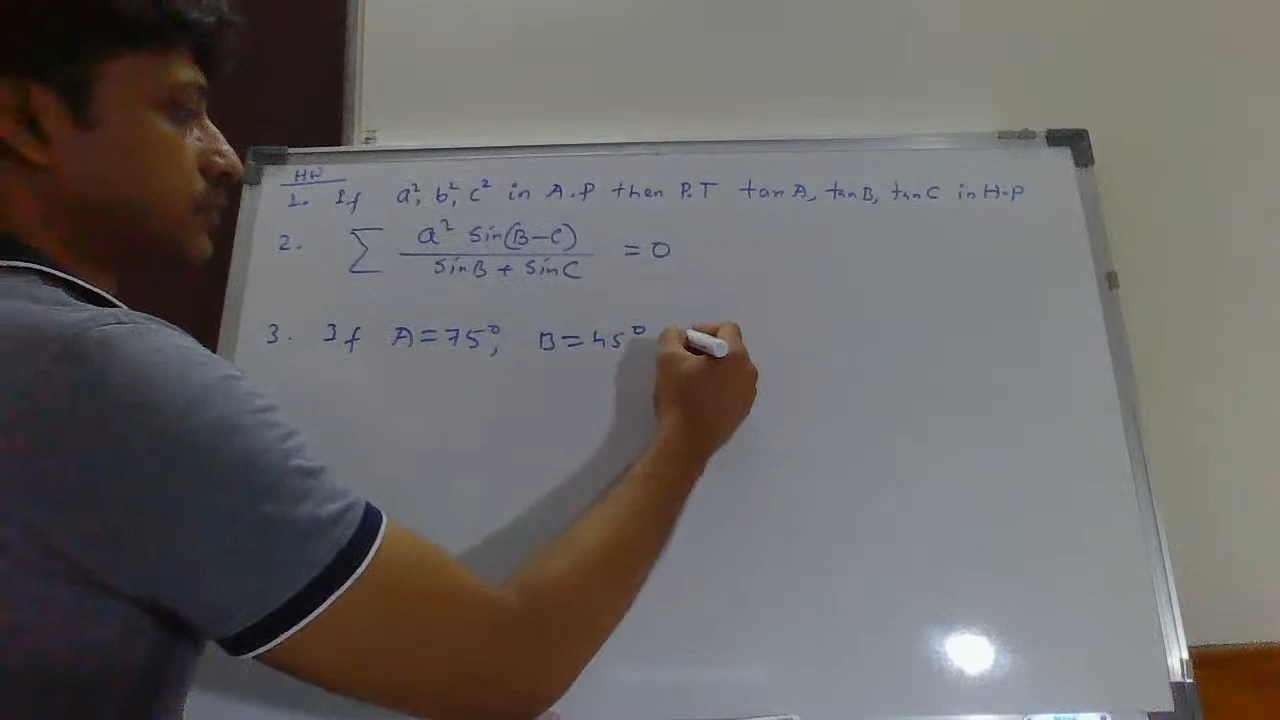 HW
1. If a², b², c² in A.P then P.T tanA, tanB, tanC in H.P
2. ∑ a² sin(B-C) / sinB + sinC = 0
3. If A=75°, B=45°